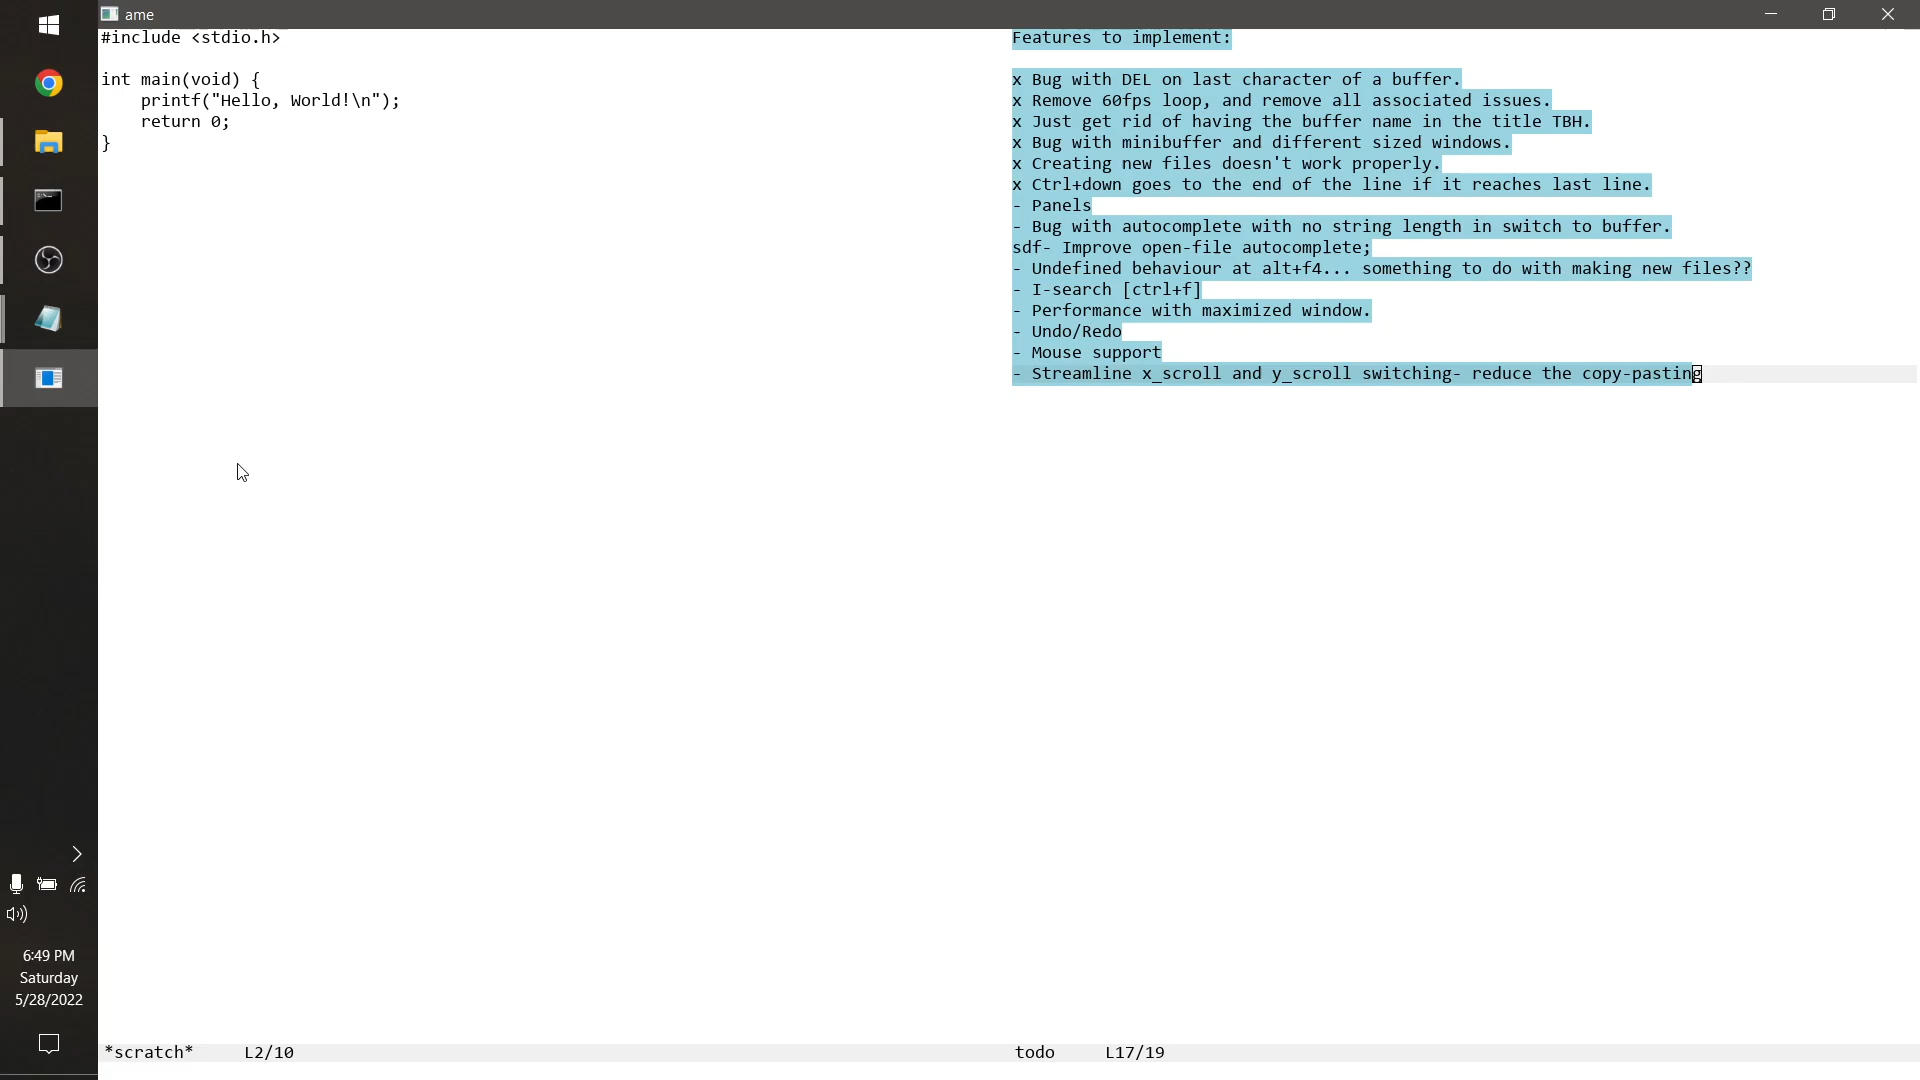 ame
#include <stdio.h>
int main(void) {
    printf("Hello, World!\n");
    return 0;
}
Features to implement:
x Bug with DEL on last character of a buffer.
x Remove 60fps loop, and remove all associated issues.
x Just get rid of having the buffer name in the title TBH.
x Bug with minibuffer and different sized windows.
x Creating new files doesn't work properly.
x Ctrl+down goes to the end of the line if it reaches last line.
- Panels
- Bug with autocomplete with no string length in switch to buffer.
sdf- Improve open-file autocomplete;
- Undefined behaviour at alt+f4... something to do with making new files??
- I-search [ctrl+f]
- Performance with maximized window.
- Undo/Redo
- Mouse support
- Streamline x_scroll and y_scroll switching- reduce the copy-pasting
6:49 PM
Saturday
5/28/2022
*scratch* L2/10
todo L17/19